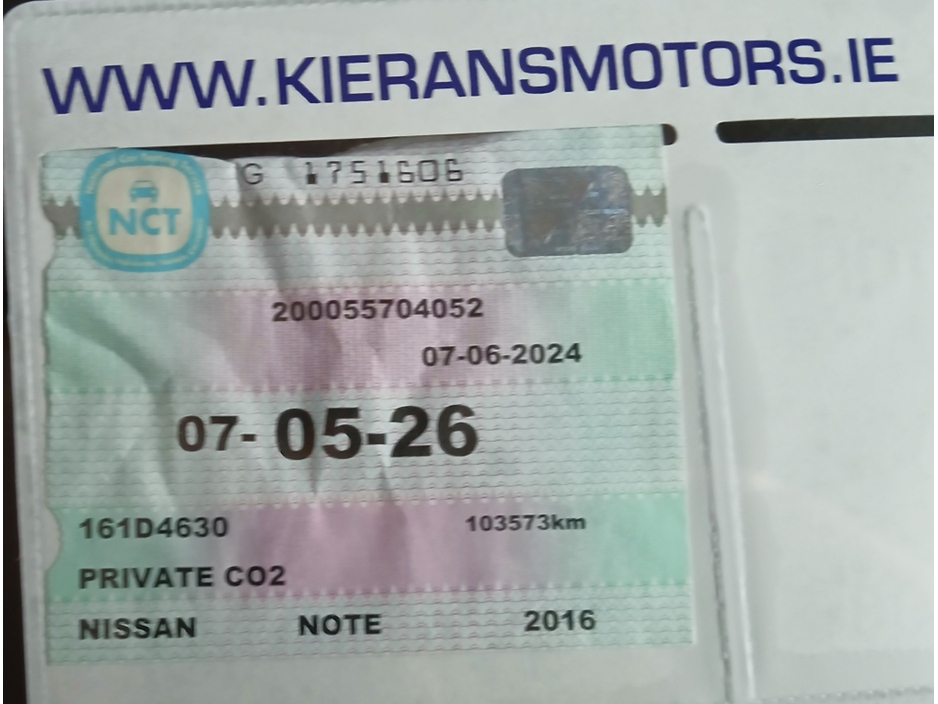 WWW.KIERANSMOTORS.IE
G 1751606
NCT
200055704052
07-06-2024
07-05-26
161D4630 103573km
PRIVATE CO2
NISSAN NOTE 2016